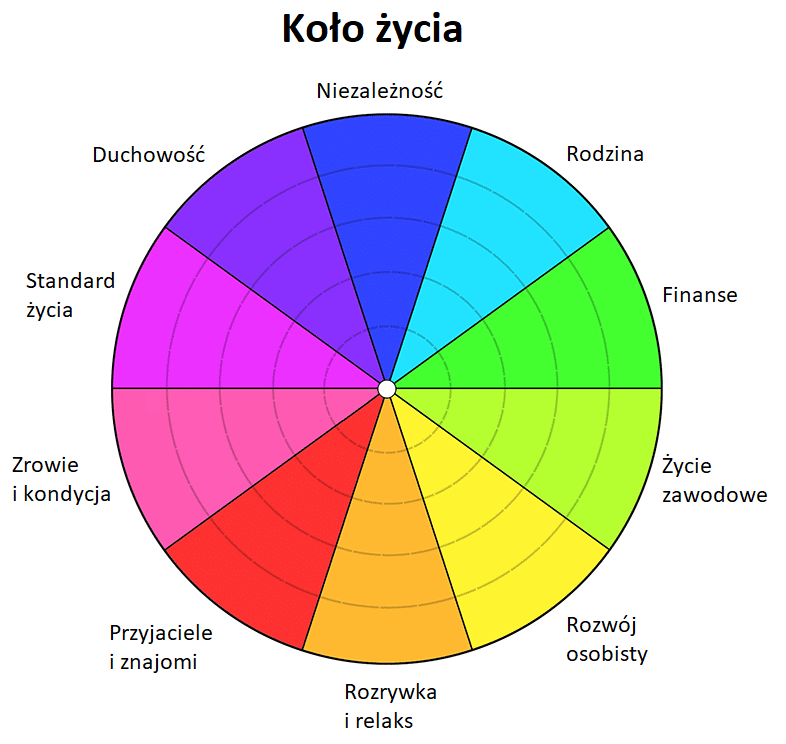 Koło życia
Niezależność
Duchowość
Rodzina
Standard
życia
Finanse
Zrowie
i kondycja
Życie
zawodowe
Przyjaciele
i znajomi
Rozwój
osobisty
Rozrywka
i relaks